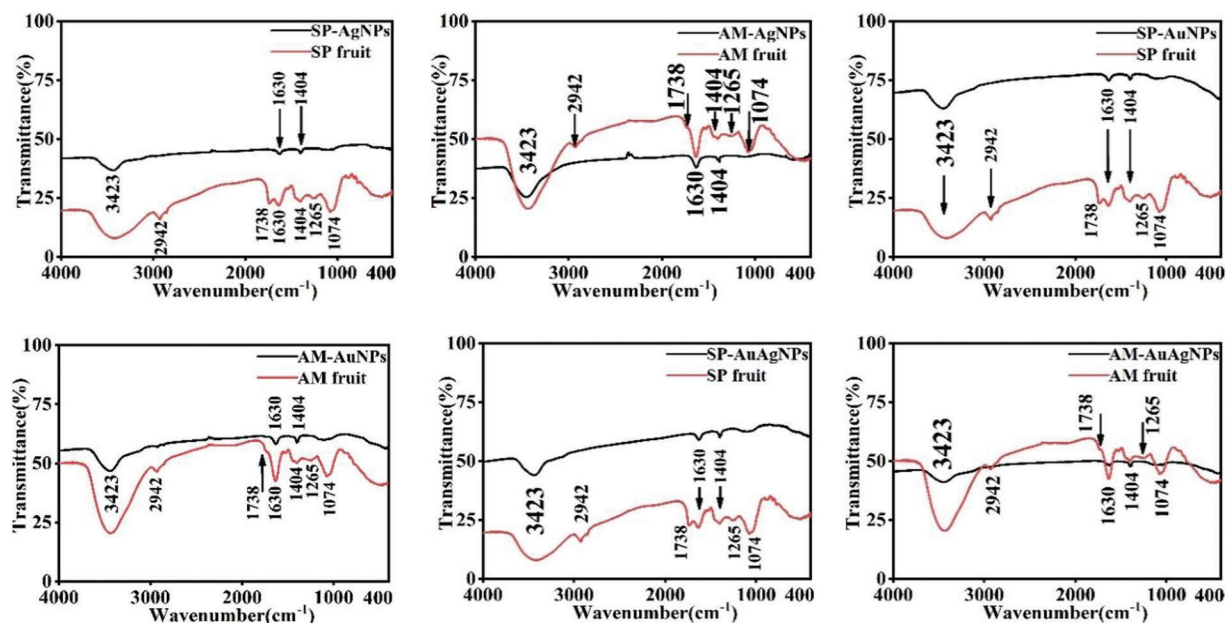 100
75
50
25
0
Transmittance(%)
SP-AgNPs
SP fruit
1630
1404
3423
2942
1738
1630
1404
1265
1074
4000 3000 2000 1000 400
Wavenumber(cm⁻¹)
100
75
50
25
0
Transmittance(%)
AM-AgNPs
AM fruit
3423
2942
1738
1404
1265
1074
1630
1404
4000 3000 2000 1000 400
Wavenumber(cm⁻¹)
100
75
50
25
0
Transmittance(%)
SP-AuNPs
SP fruit
3423
2942
1630
1404
1738
1265
1074
4000 3000 2000 1000 400
Wavenumber(cm⁻¹)
100
75
50
25
0
Transmittance(%)
AM-AuNPs
AM fruit
1630
1404
3423
2942
1738
1630
1404
1265
1074
4000 3000 2000 1000 400
Wavenumber(cm⁻¹)
100
75
50
25
0
Transmittance(%)
SP-AuAgNPs
SP fruit
3423
2942
1630
1404
1738
1265
1074
4000 3000 2000 1000 400
Wavenumber(cm⁻¹)
100
75
50
25
0
Transmittance(%)
AM-AuAgNPs
AM fruit
3423
1738
1265
2942
1630
1404
1074
4000 3000 2000 1000 400
Wavenumber(cm⁻¹)